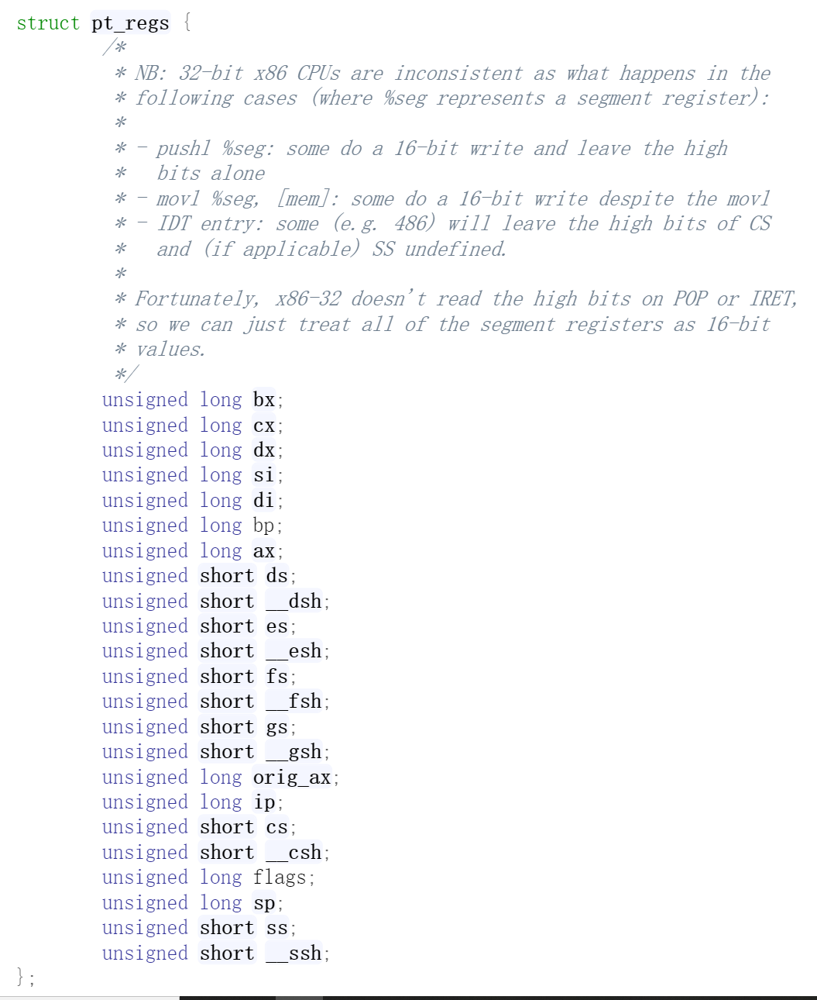 struct pt_regs {
/*
* NB: 32-bit x86 CPUs are inconsistent as what happens in the
* following cases (where %seg represents a segment register):
*
* - pushl %seg: some do a 16-bit write and leave the high
*   bits alone
* - movl %seg, [mem]: some do a 16-bit write despite the movl
* - IDT entry: some (e.g. 486) will leave the high bits of CS
*   and (if applicable) SS undefined.
*
* Fortunately, x86-32 doesn't read the high bits on POP or IRET,
* so we can just treat all of the segment registers as 16-bit
* values.
*/
unsigned long bx;
unsigned long cx;
unsigned long dx;
unsigned long si;
unsigned long di;
unsigned long bp;
unsigned long ax;
unsigned short ds;
unsigned short __dsh;
unsigned short es;
unsigned short __esh;
unsigned short fs;
unsigned short __fsh;
unsigned short gs;
unsigned short __gsh;
unsigned long orig_ax;
unsigned long ip;
unsigned short cs;
unsigned short __csh;
unsigned long flags;
unsigned long sp;
unsigned short ss;
unsigned short __ssh;
};